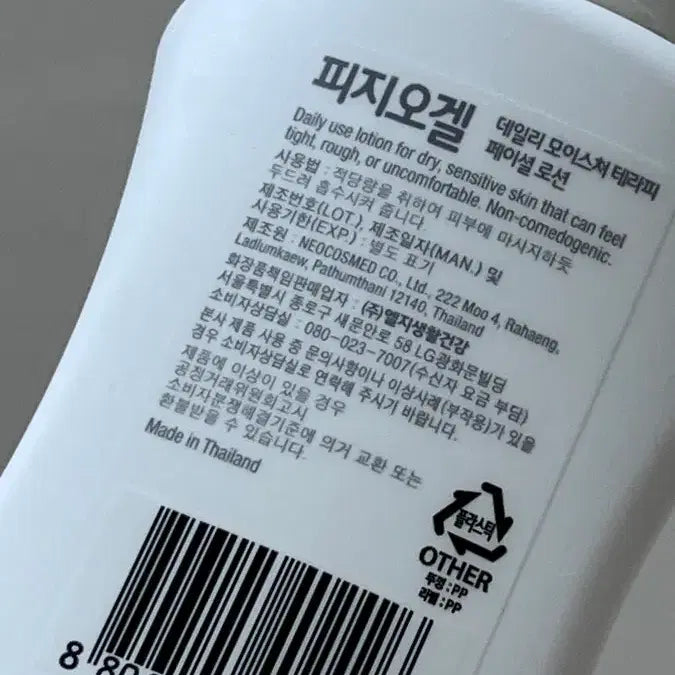 피지오겔 데일리 모이스쳐 테라피
페이셜 로션
Daily use lotion for dry, sensitive skin that can feel
tight, rough, or uncomfortable. Non-comedogenic.
사용법 : 적당량을 취하여 피부에 마사지하듯
두드려 흡수시켜 줍니다.
제조번호(LOT), 제조일자(MAN.) 및
사용기한(EXP.) : 별도 표기
제조원 : NEOCOSMED CO., Ltd., 222 Moo 4, Rahaeng,
Ladlumkaew, Pathumthani 12140, Thailand
화장품책임판매업자 : (주)엘지생활건강
서울특별시 종로구 새문안로 58 LG광화문빌딩
소비자상담실 : 080-023-7007(수신자 요금 부담)
본사 제품 사용 중 문의사항이나 이상사례(부작용)가 있을
경우 소비자상담실로 연락해 주시기 바랍니다.
제품에 이상이 있을 경우
공정거래위원회고시
소비자분쟁해결기준에 의거 교환 또는
환불받을 수 있습니다.
Made in Thailand
플라스틱
OTHER
뚜껑 : PP
라벨 : PP
8